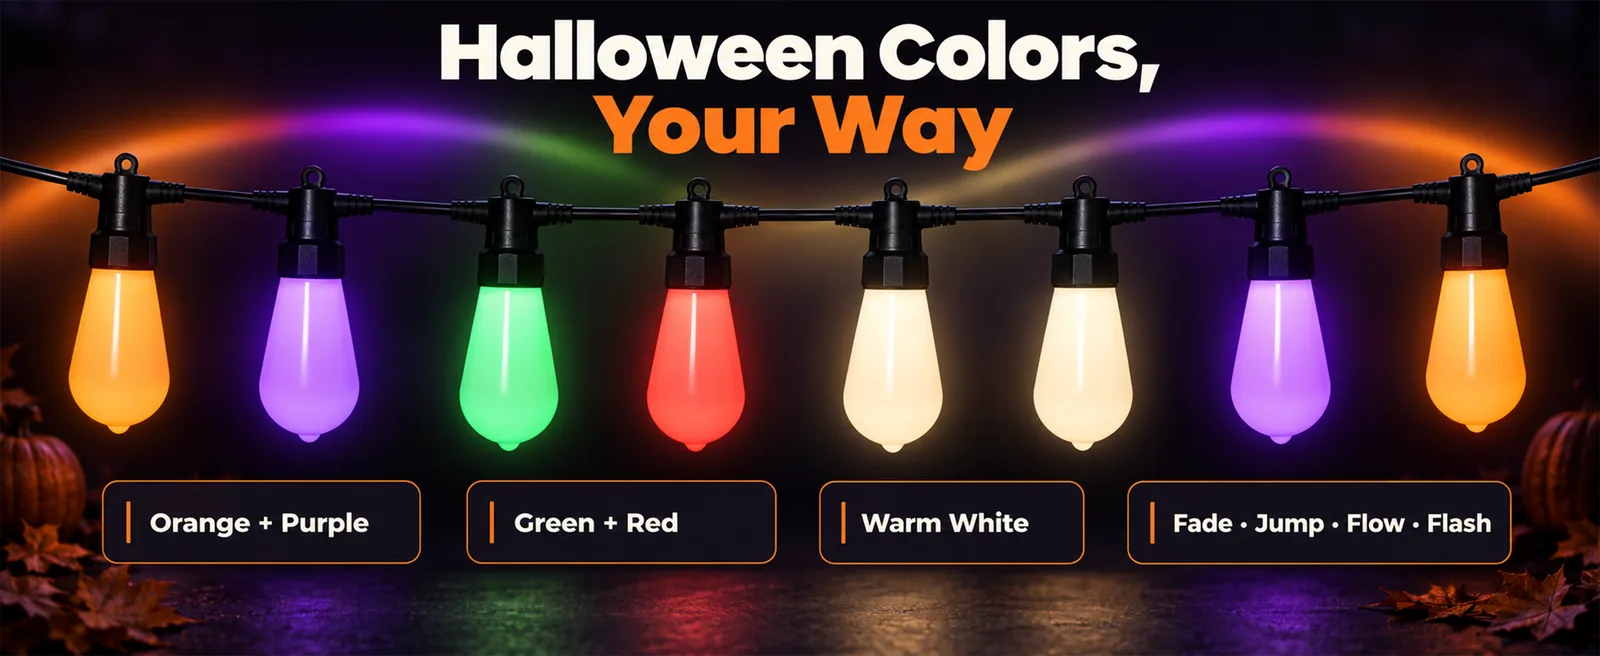 Halloween Colors,
Your Way
Orange + Purple
Green + Red
Warm White
Fade · Jump · Flow · Flash